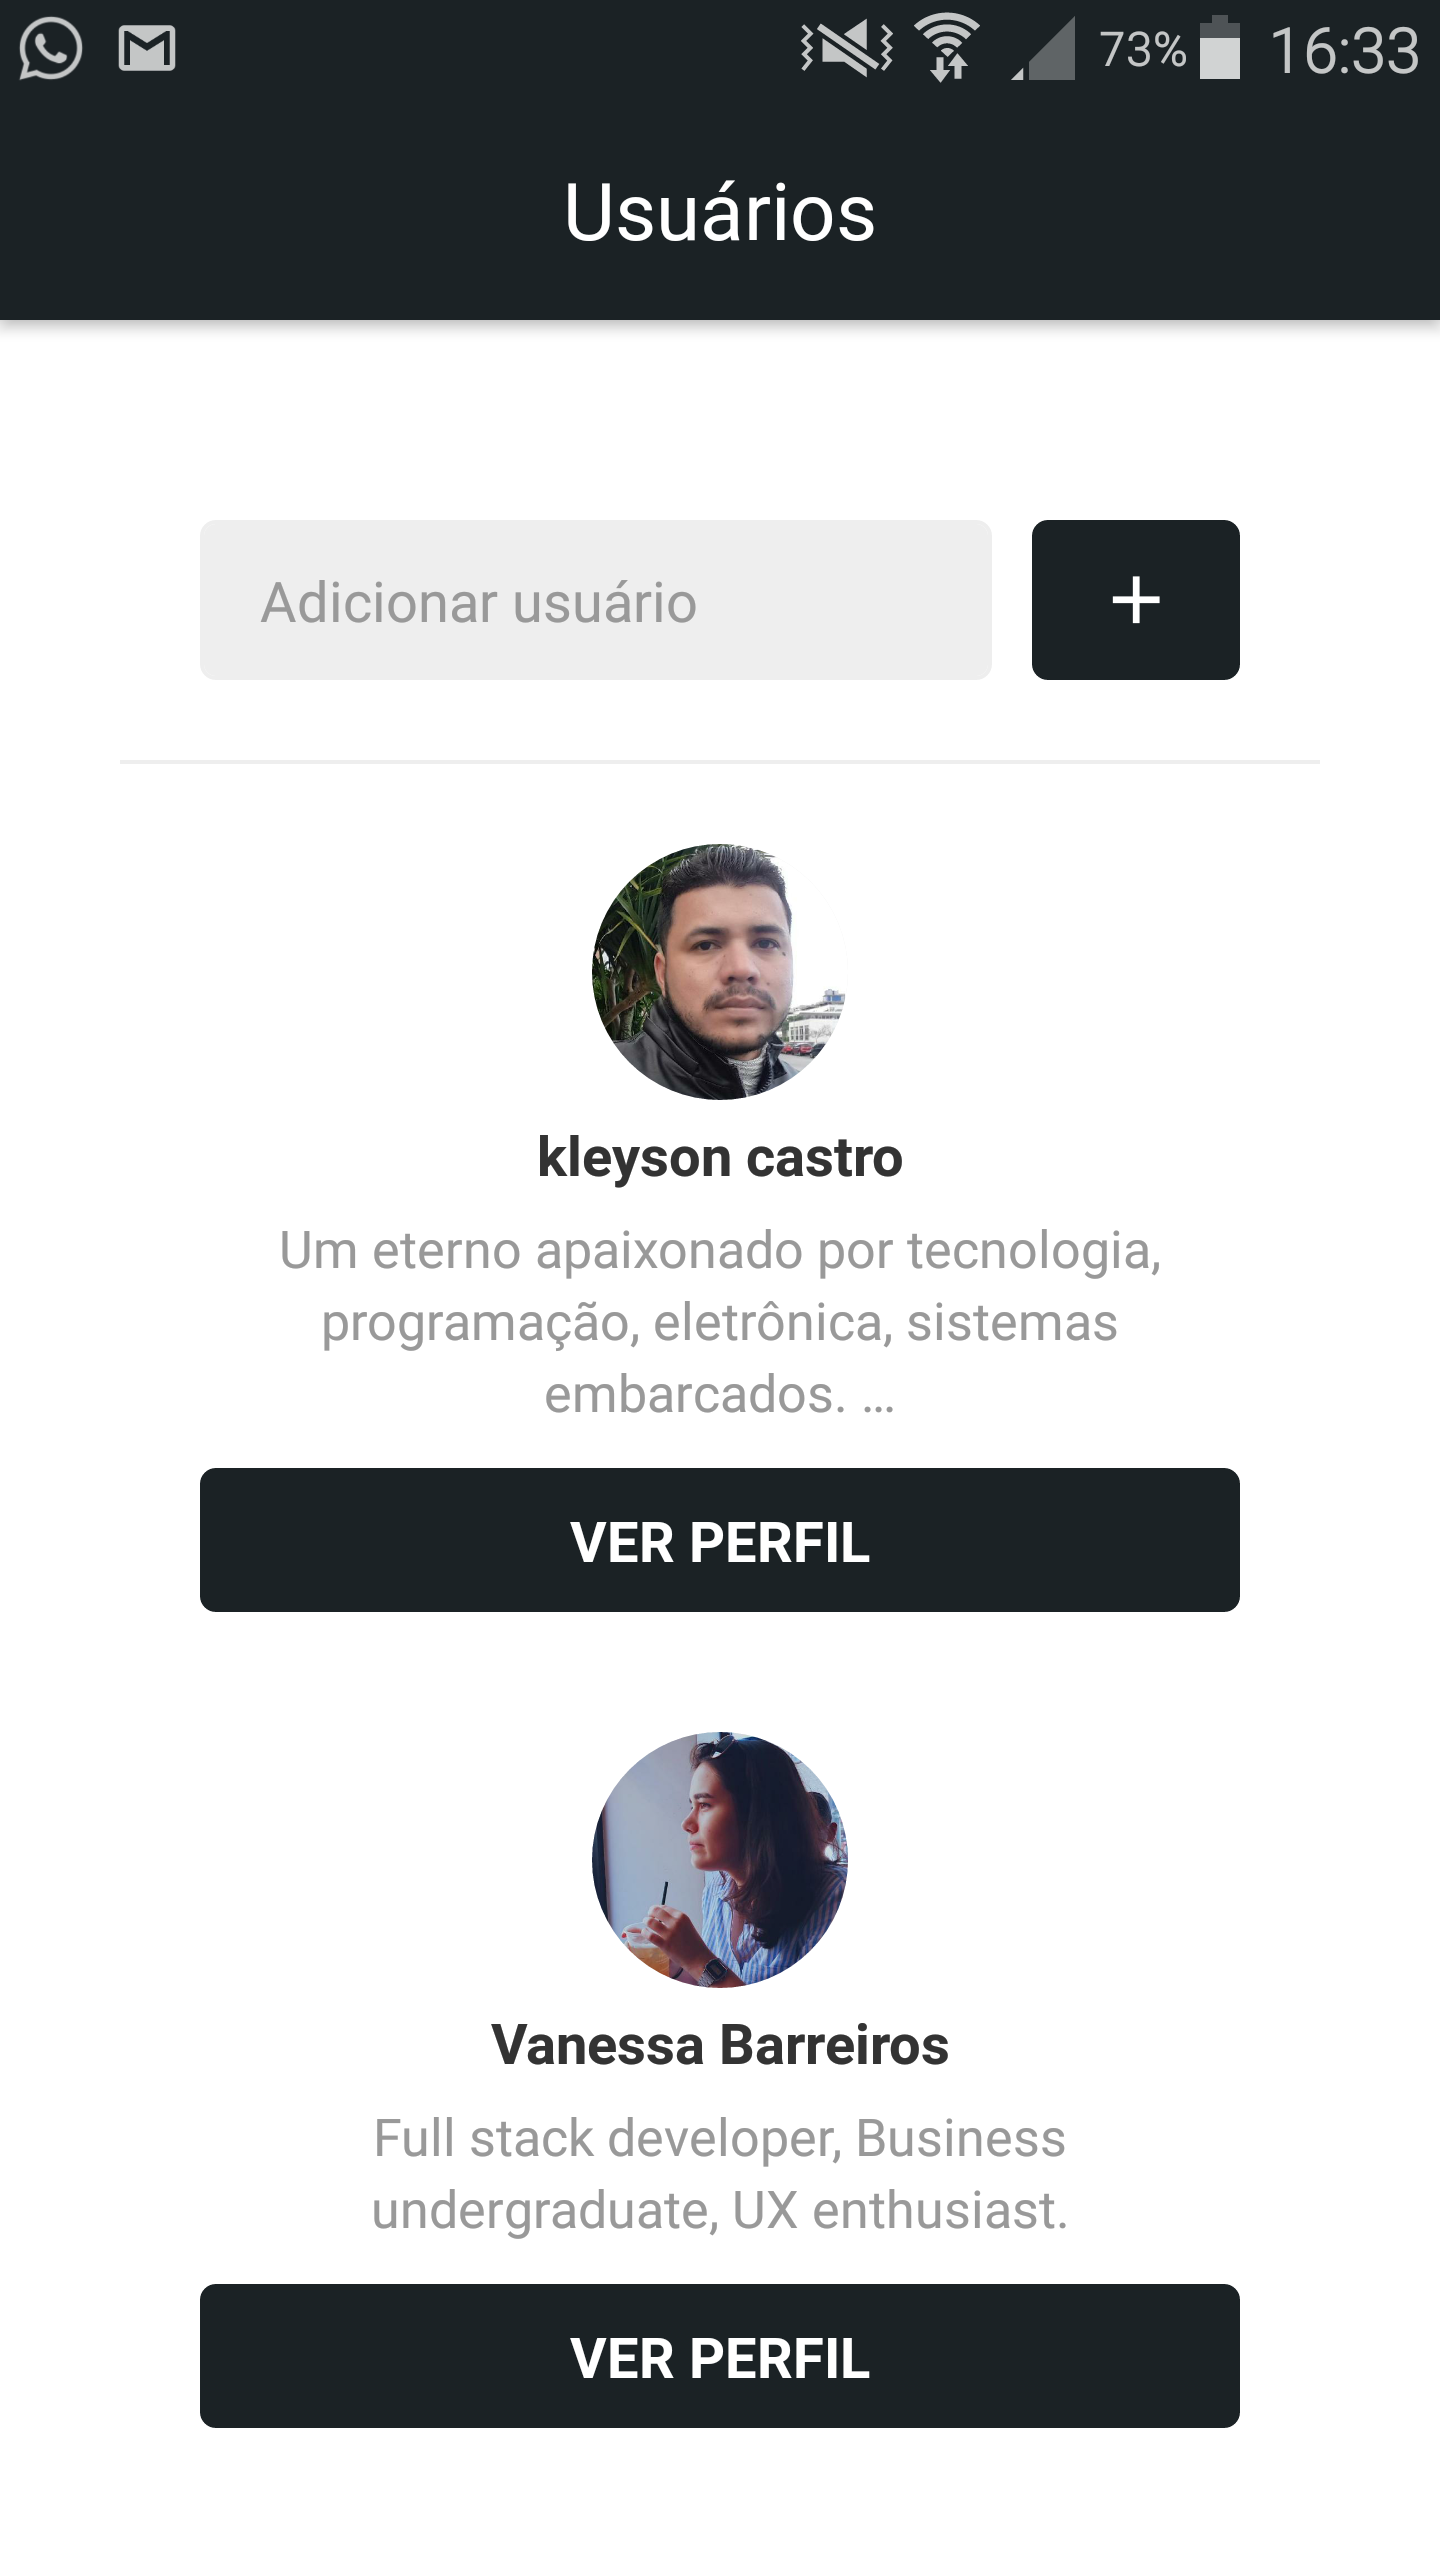 73% 16:33
Usuários
Adicionar usuário +
kleyson castro
Um eterno apaixonado por tecnologia,
programação, eletrônica, sistemas
embarcados. ...
VER PERFIL
Vanessa Barreiros
Full stack developer, Business
undergraduate, UX enthusiast.
VER PERFIL